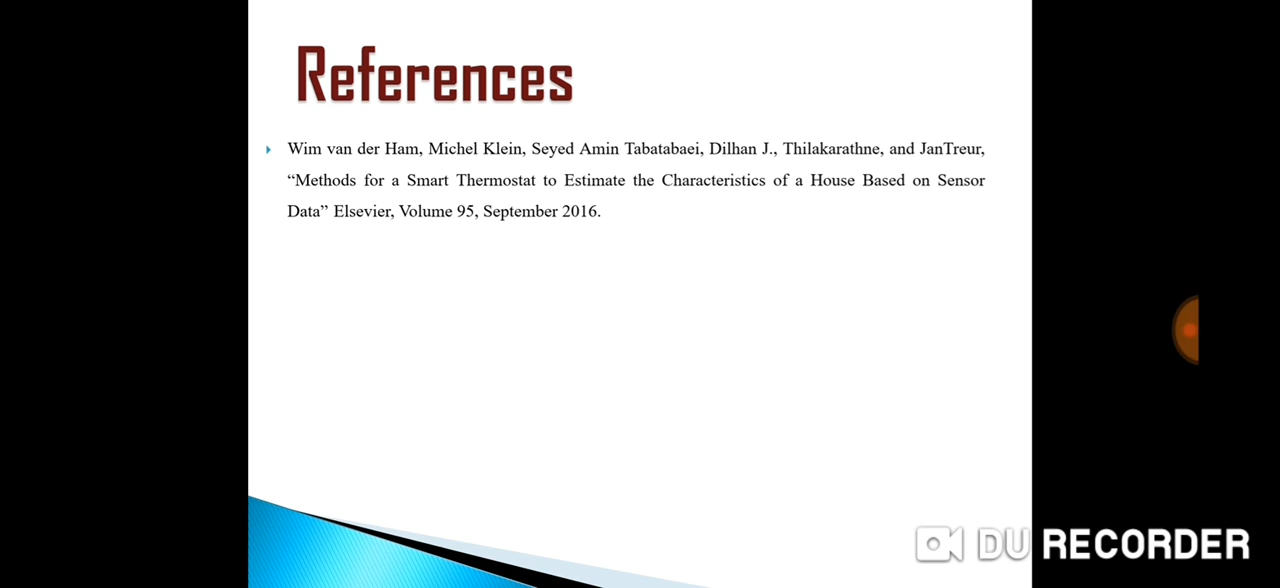 References
Wim van der Ham, Michel Klein, Seyed Amin Tabatabaei, Dilhan J., Thilakarathne, and JanTreur,
“Methods for a Smart Thermostat to Estimate the Characteristics of a House Based on Sensor
Data” Elsevier, Volume 95, September 2016.
DU RECORDER